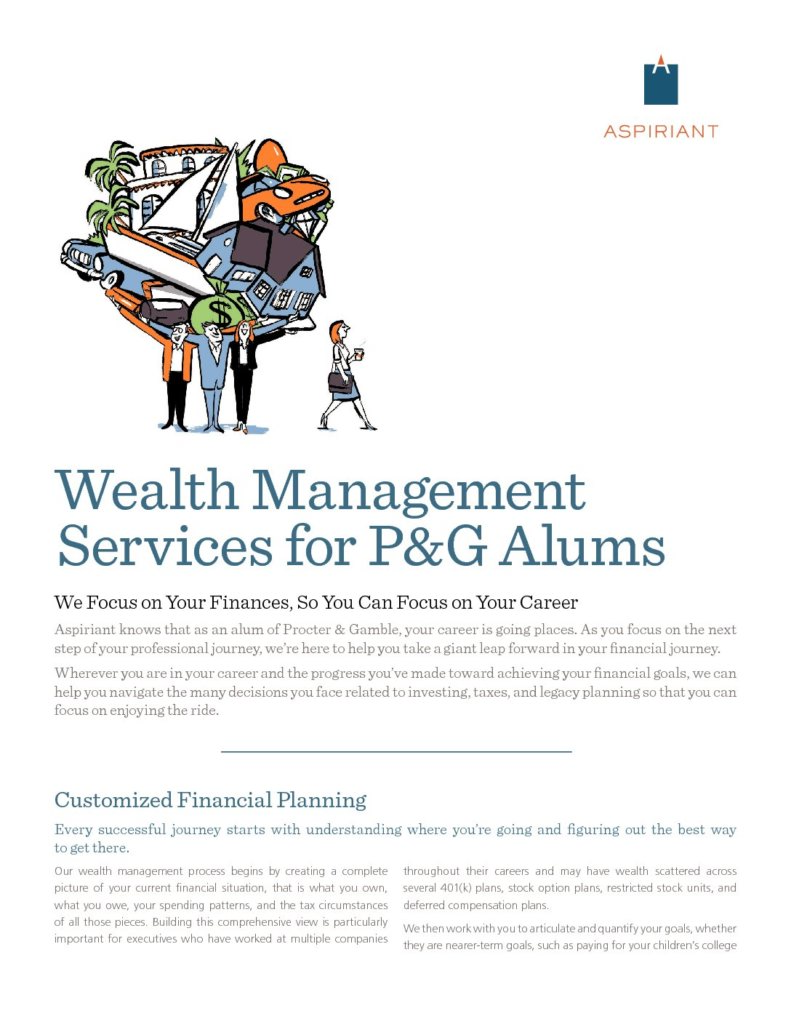 ASPIRIANT
$
Wealth Management
Services for P&G Alums
We Focus on Your Finances, So You Can Focus on Your Career
Aspiriant knows that as an alum of Procter & Gamble, your career is going places. As you focus on the next
step of your professional journey, we're here to help you take a giant leap forward in your financial journey.
Wherever you are in your career and the progress you've made toward achieving your financial goals, we can
help you navigate the many decisions you face related to investing, taxes, and legacy planning so that you can
focus on enjoying the ride.
Customized Financial Planning
Every successful journey starts with understanding where you're going and figuring out the best way
to get there.
Our wealth management process begins by creating a complete
picture of your current financial situation, that is what you own,
what you owe, your spending patterns, and the tax circumstances
of all those pieces. Building this comprehensive view is particularly
important for executives who have worked at multiple companies
throughout their careers and may have wealth scattered across
several 401(k) plans, stock option plans, restricted stock units, and
deferred compensation plans.
We then work with you to articulate and quantify your goals, whether
they are nearer-term goals, such as paying for your children's college